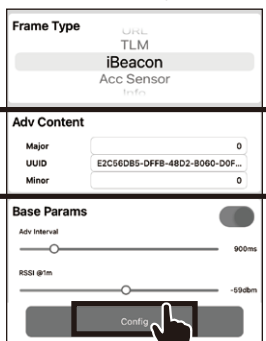 Frame Type
URL
TLM
iBeacon
Acc Sensor
Info
Adv Content
Major 0
UUID E2C56DB5-DFFB-48D2-B060-D0F...
Minor 0
Base Params
Adv Interval
900ms
RSSI @1m
-59dbm
Config